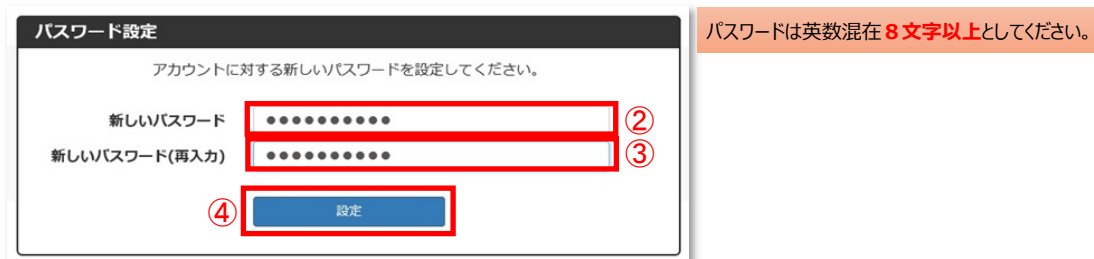 パスワード設定
パスワードは英数混在8文字以上としてください。
アカウントに対する新しいパスワードを設定してください。
新しいパスワード ●●●●●●●●●● ②
新しいパスワード(再入力) ●●●●●●●●●● ③
④ 設定